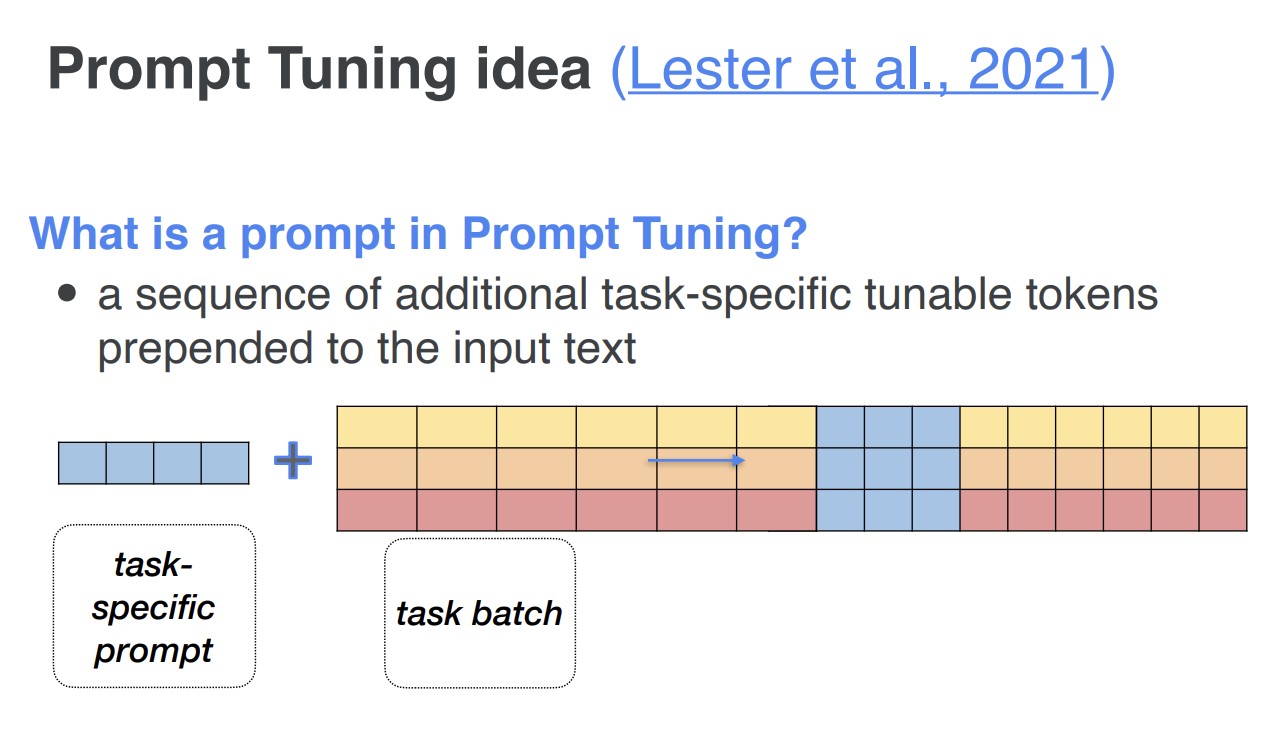 Prompt Tuning idea (Lester et al., 2021)
What is a prompt in Prompt Tuning?
● a sequence of additional task-specific tunable tokens
prepended to the input text
task-
specific
prompt
task batch